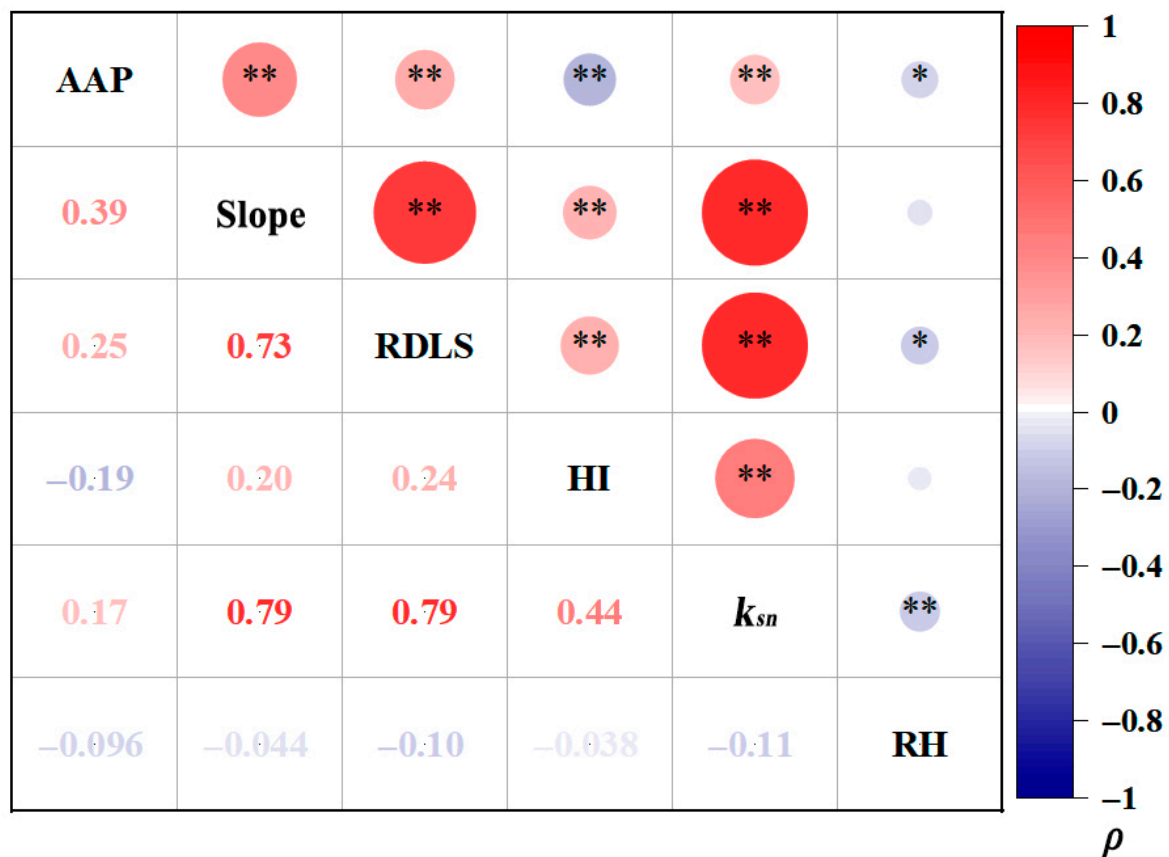 AAP ** ** ** ** *
0.39 Slope ** ** **
0.25 0.73 RDLS ** ** *
−0.19 0.20 0.24 HI **
0.17 0.79 0.79 0.44 ksn **
−0.096 −0.044 −0.10 −0.038 −0.11 RH
1
0.8
0.6
0.4
0.2
0
−0.2
−0.4
−0.6
−0.8
−1
ρ